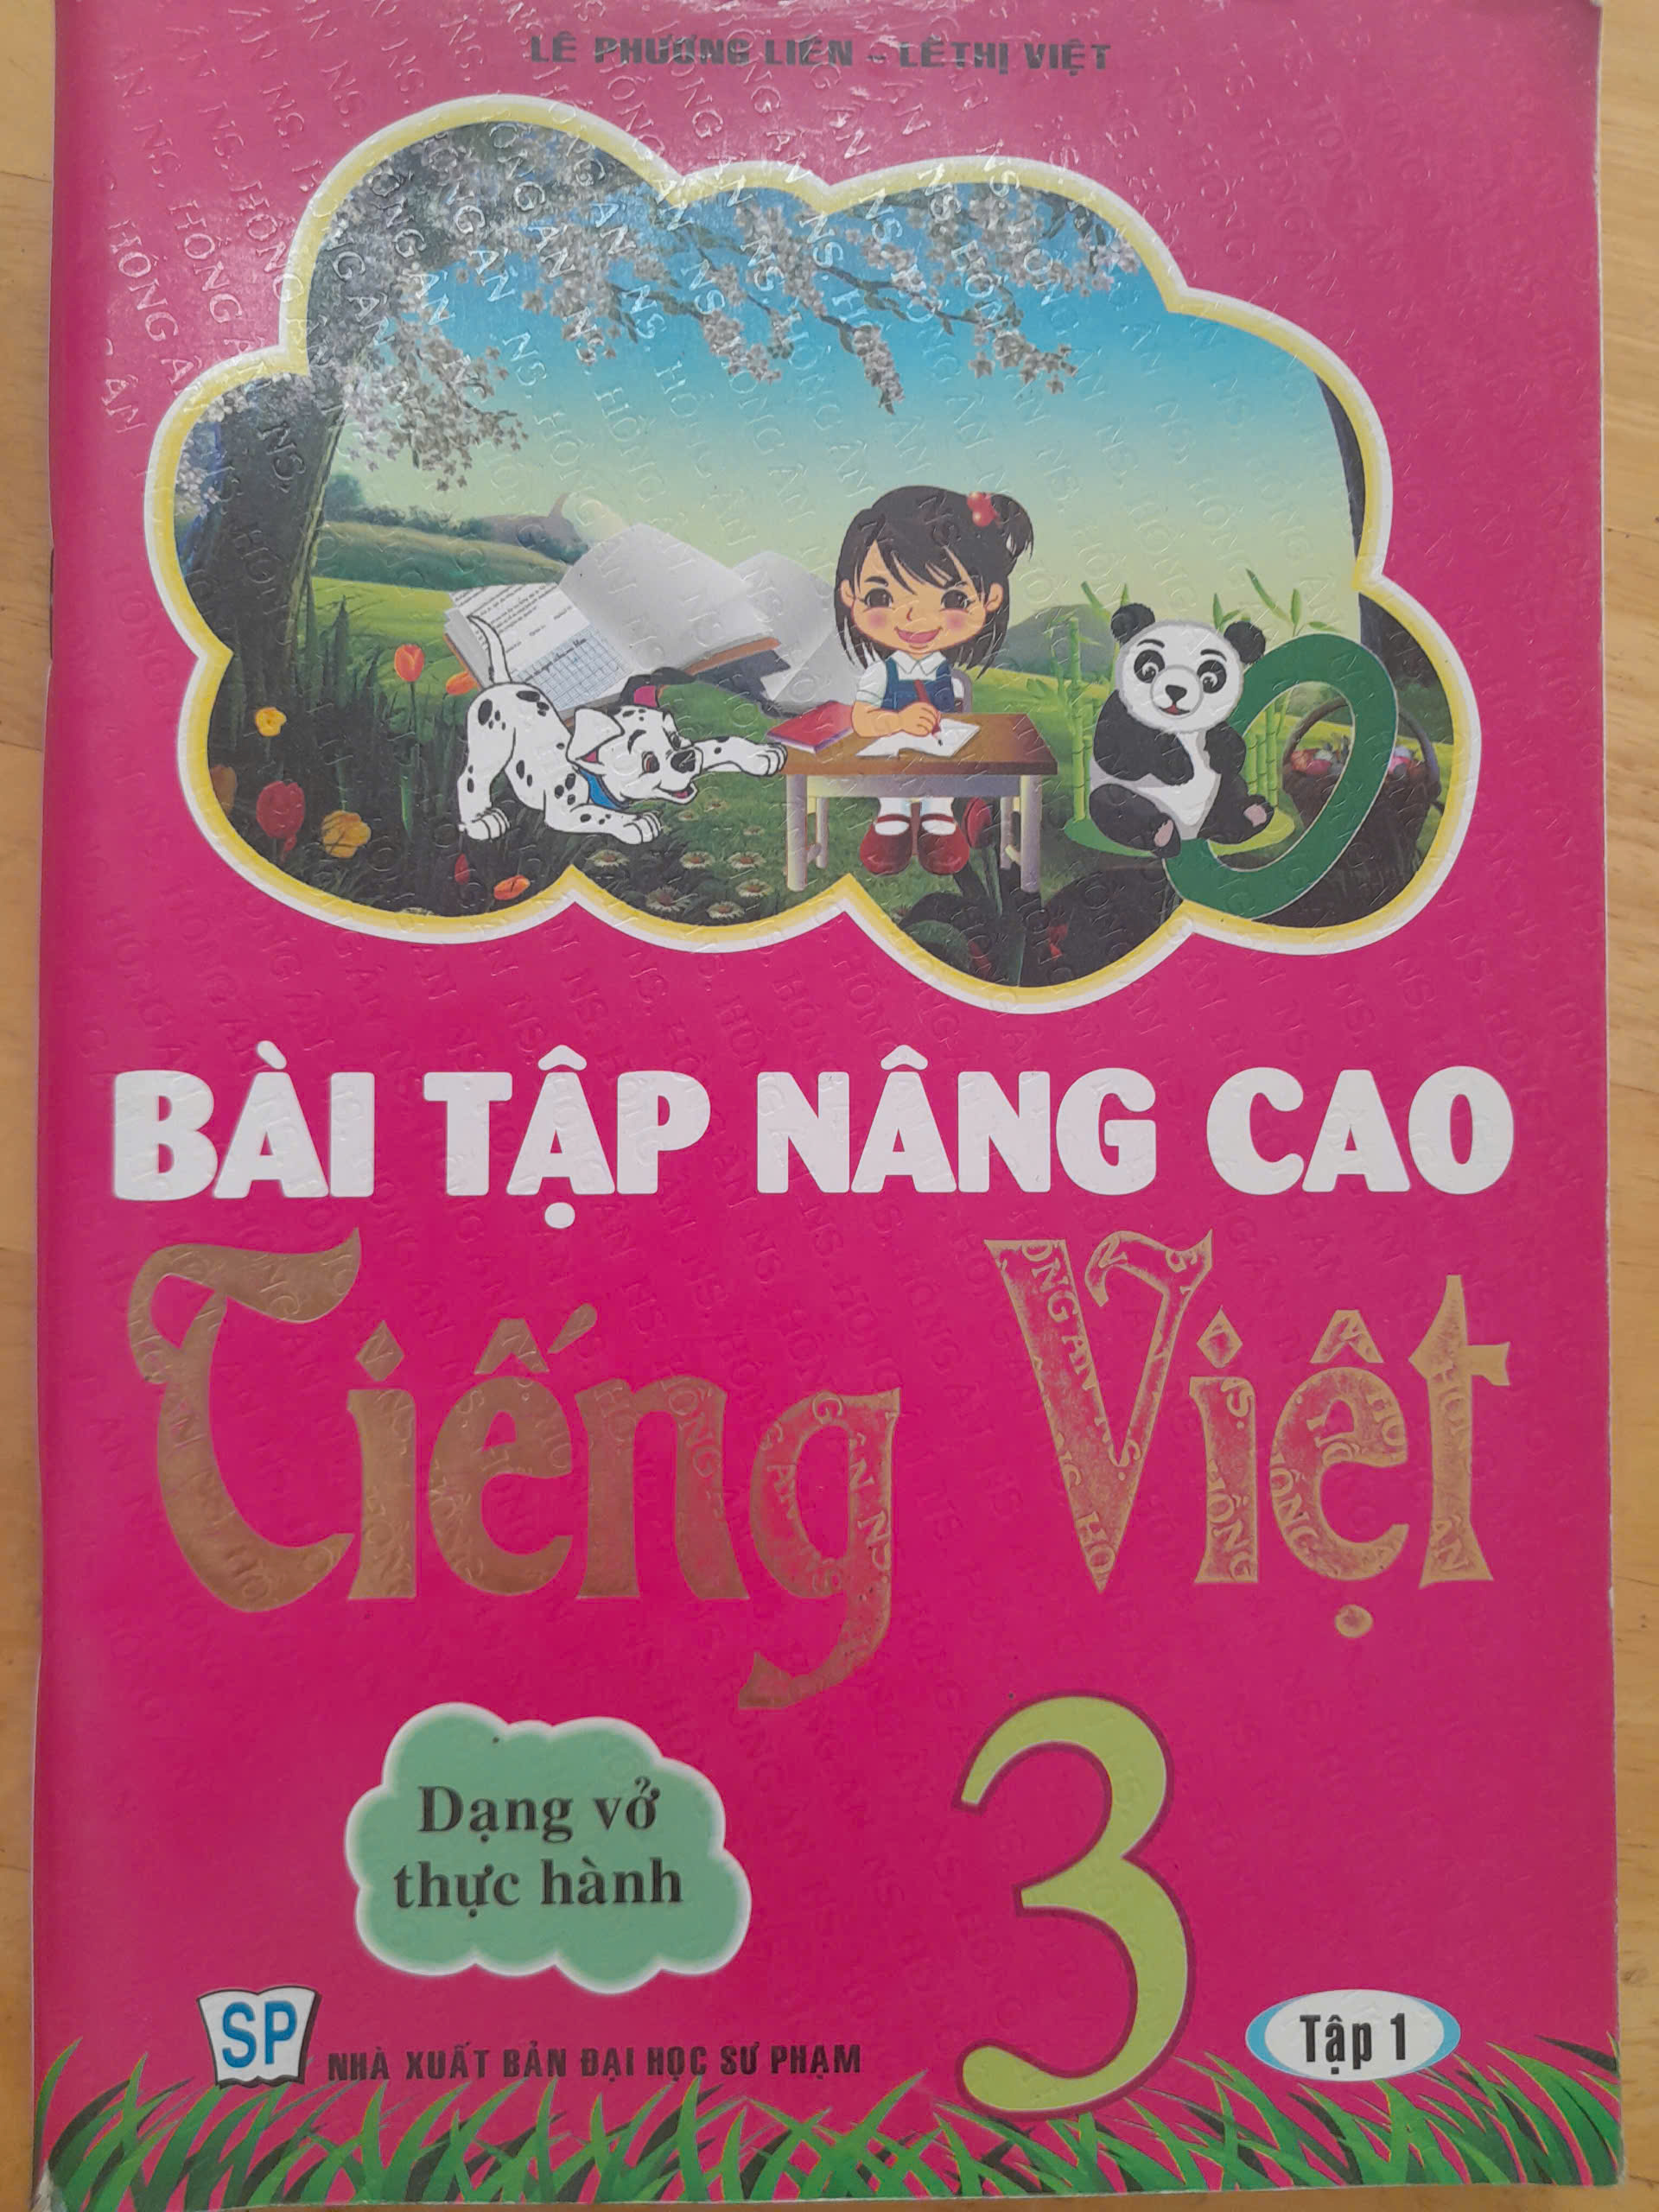 LÊ PHƯƠNG LIÊN - LÊ THỊ VIỆT
BÀI TẬP NÂNG CAO
Tiếng Việt
Dạng vở
thực hành
3
Tập 1
SP
NHÀ XUẤT BẢN ĐẠI HỌC SƯ PHẠM